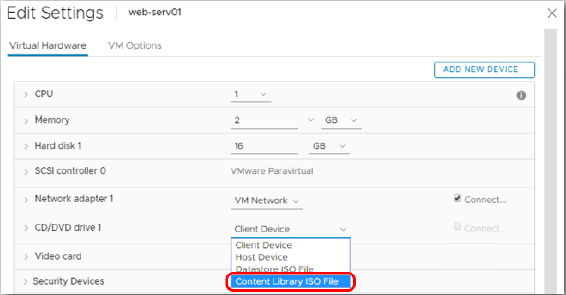 Edit Settings web-serv01
Virtual Hardware VM Options
ADD NEW DEVICE
CPU 1
Memory 2 GB
Hard disk 1 16 GB
SCSI controller 0 VMware Paravirtual
Network adapter 1 VM Network Connect...
CD/DVD drive 1 Client Device Connect...
Client Device
Video card Host Device
Datastore ISO File
Security Devices Content Library ISO File